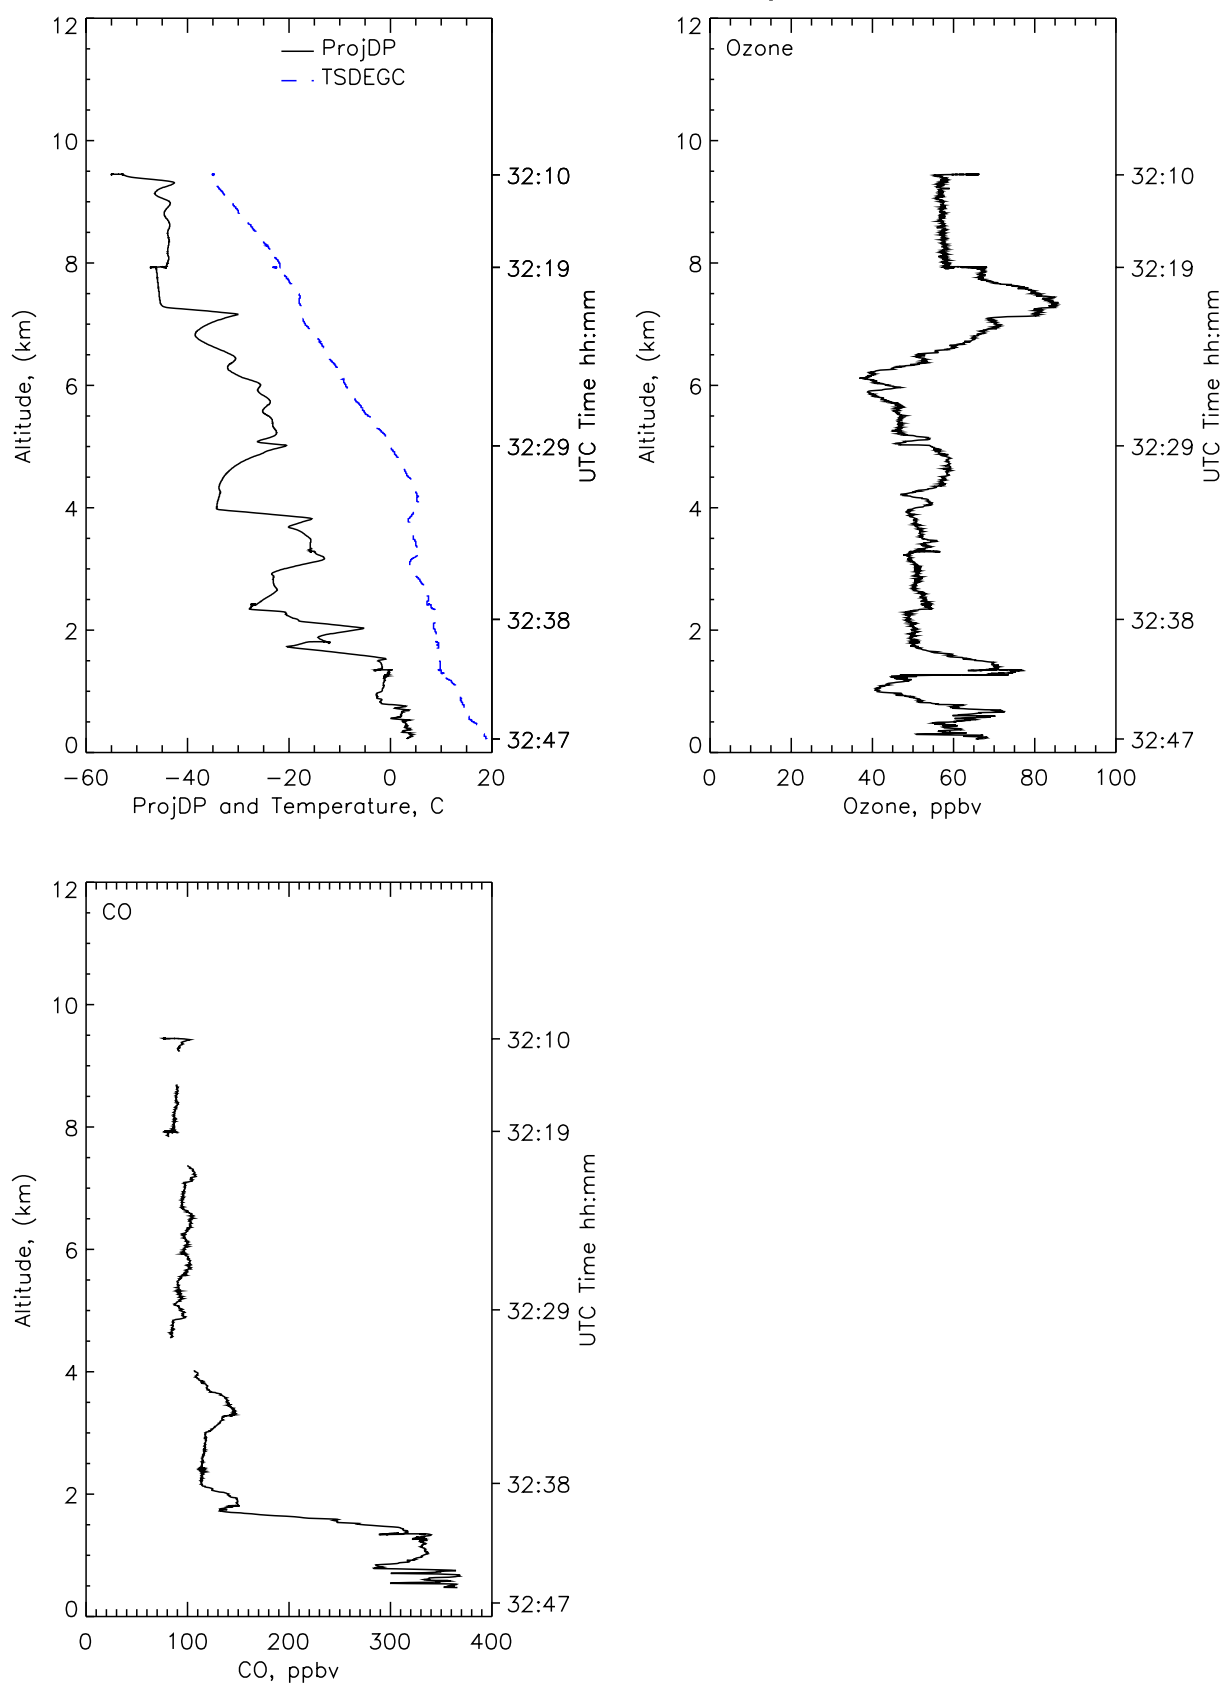 ProjDP
TSDEGC
12
10
8
6
4
2
0
Altitude, (km)
32:10
32:19
32:29
32:38
32:47
UTC Time hh:mm
−60 −40 −20 0 20
ProjDP and Temperature, C
Ozone
12
10
8
6
4
2
0
Altitude, (km)
32:10
32:19
32:29
32:38
32:47
UTC Time hh:mm
0 20 40 60 80 100
Ozone, ppbv
CO
12
10
8
6
4
2
0
Altitude, (km)
32:10
32:19
32:29
32:38
32:47
UTC Time hh:mm
0 100 200 300 400
CO, ppbv